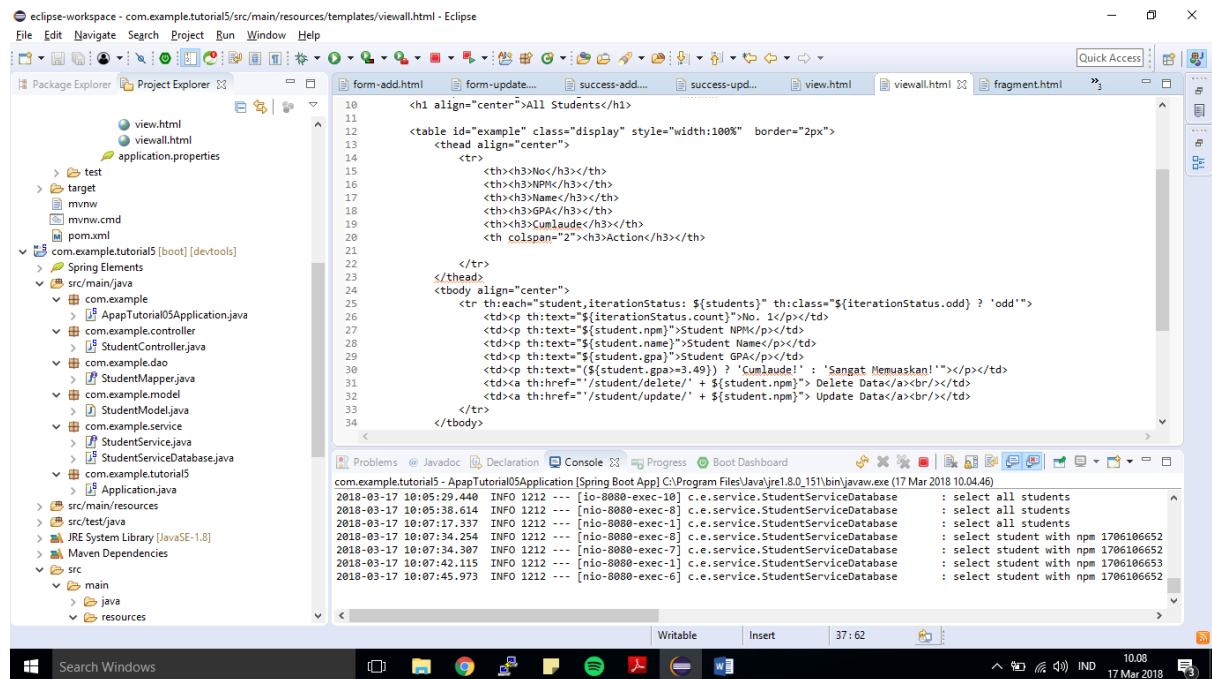 eclipse-workspace - com.example.tutorial5/src/main/resources/templates/viewall.html - Eclipse
File Edit Navigate Search Project Run Window Help
Quick Access
Package Explorer Project Explorer
view.html
viewall.html
application.properties
test
target
mvnw
mvnw.cmd
pom.xml
com.example.tutorial5 [boot] [devtools]
Spring Elements
src/main/java
com.example
ApapTutorial05Application.java
com.example.controller
StudentController.java
com.example.dao
StudentMapper.java
com.example.model
StudentModel.java
com.example.service
StudentService.java
StudentServiceDatabase.java
com.example.tutorial5
Application.java
src/main/resources
src/test/java
JRE System Library [JavaSE-1.8]
Maven Dependencies
src
main
java
resources
form-add.html form-update.... success-add.... success-upd... view.html viewall.html fragment.html »3
10 <h1 align="center">All Students</h1>
11
12 <table id="example" class="display" style="width:100%" border="2px">
13 <thead align="center">
14 <tr>
15 <th><h3>No</h3></th>
16 <th><h3>NPM</h3></th>
17 <th><h3>Name</h3></th>
18 <th><h3>GPA</h3></th>
19 <th><h3>Cumlaude</h3></th>
20 <th colspan="2"><h3>Action</h3></th>
21
22 </tr>
23 </thead>
24 <tbody align="center">
25 <tr th:each="student,iterationStatus: ${students}" th:class="${iterationStatus.odd} ? 'odd'">
26 <td><p th:text="${iterationStatus.count}">No. 1</p></td>
27 <td><p th:text="${student.npm}">Student NPM</p></td>
28 <td><p th:text="${student.name}">Student Name</p></td>
29 <td><p th:text="${student.gpa}">Student GPA</p></td>
30 <td><p th:text="(${student.gpa>=3.49}) ? 'Cumlaude!' : 'Sangat Memuaskan!'"></p></td>
31 <td><a th:href="'/student/delete/' + ${student.npm}"> Delete Data</a><br/></td>
32 <td><a th:href="'/student/update/' + ${student.npm}"> Update Data</a><br/></td>
33 </tr>
34 </tbody>
Problems @ Javadoc Declaration Console Progress Boot Dashboard
com.example.tutorial5 - ApapTutorial05Application [Spring Boot App] C:\Program Files\Java\jre1.8.0_151\bin\javaw.exe (17 Mar 2018 10.04.46)
2018-03-17 10:05:29.440 INFO 1212 --- [io-8080-exec-10] c.e.service.StudentServiceDatabase : select all students
2018-03-17 10:05:38.614 INFO 1212 --- [nio-8080-exec-8] c.e.service.StudentServiceDatabase : select all students
2018-03-17 10:07:17.337 INFO 1212 --- [nio-8080-exec-1] c.e.service.StudentServiceDatabase : select all students
2018-03-17 10:07:34.254 INFO 1212 --- [nio-8080-exec-8] c.e.service.StudentServiceDatabase : select student with npm 1706106652
2018-03-17 10:07:34.307 INFO 1212 --- [nio-8080-exec-7] c.e.service.StudentServiceDatabase : select student with npm 1706106652
2018-03-17 10:07:42.115 INFO 1212 --- [nio-8080-exec-1] c.e.service.StudentServiceDatabase : select student with npm 1706106653
2018-03-17 10:07:45.973 INFO 1212 --- [nio-8080-exec-6] c.e.service.StudentServiceDatabase : select student with npm 1706106652
Writable Insert 37 : 62
Search Windows
IND
10.08
17 Mar 2018
3